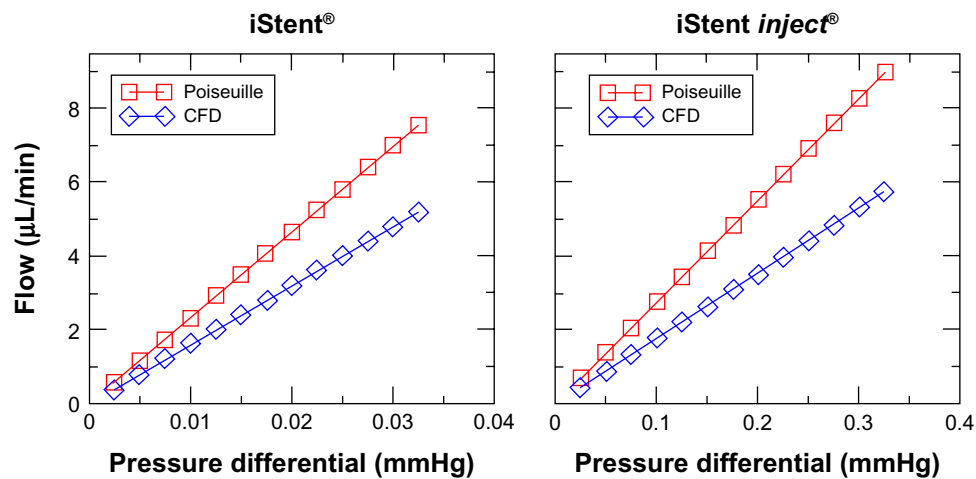 iStent®
iStent inject®
Flow (µL/min)
8
6
4
2
0
Poiseuille
CFD
Poiseuille
CFD
0 0.01 0.02 0.03 0.04
0 0.1 0.2 0.3 0.4
Pressure differential (mmHg)
Pressure differential (mmHg)